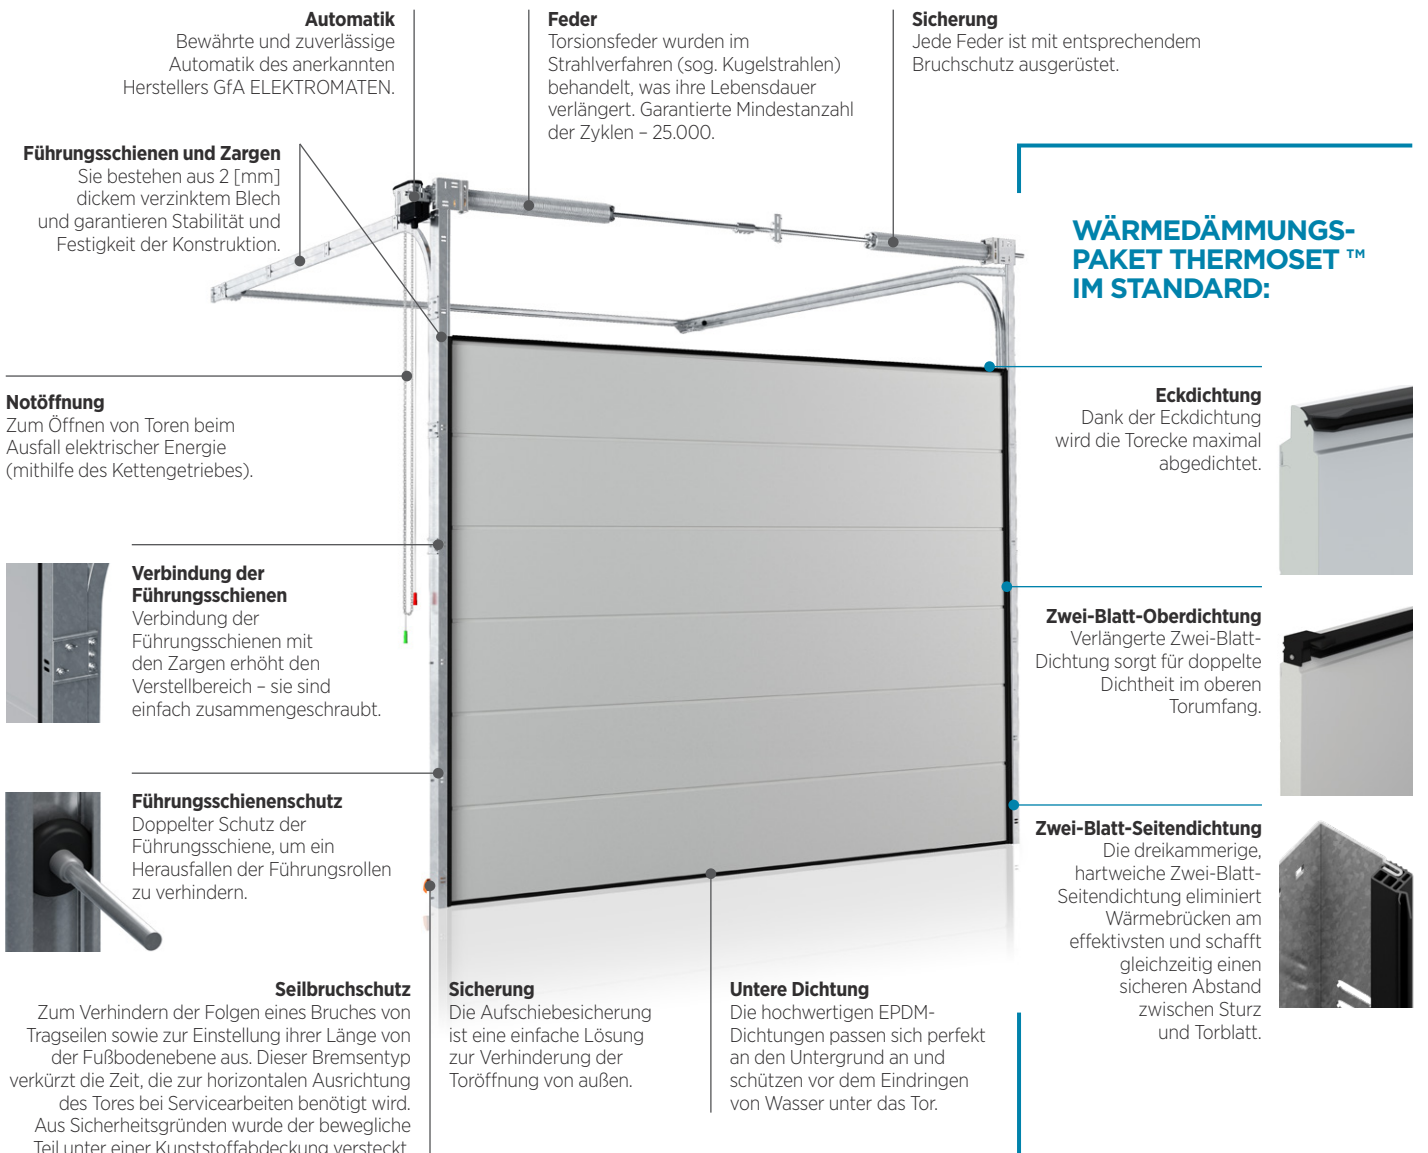 Automatik
Bewährte und zuverlässige
Automatik des anerkannten
Herstellers GfA ELEKTROMATEN.
Feder
Torsionsfeder wurden im
Strahlverfahren (sog. Kugelstrahlen)
behandelt, was ihre Lebensdauer
verlängert. Garantierte Mindestanzahl
der Zyklen – 25.000.
Sicherung
Jede Feder ist mit entsprechendem
Bruchschutz ausgerüstet.
Führungsschienen und Zargen
Sie bestehen aus 2 [mm]
dickem verzinktem Blech
und garantieren Stabilität und
Festigkeit der Konstruktion.
WÄRMEDÄMMUNGS-
PAKET THERMOSET ™
IM STANDARD:
Notöffnung
Zum Öffnen von Toren beim
Ausfall elektrischer Energie
(mithilfe des Kettengetriebes).
Eckdichtung
Dank der Eckdichtung
wird die Torecke maximal
abgedichtet.
Verbindung der
Führungsschienen
Verbindung der
Führungsschienen mit
den Zargen erhöht den
Verstellbereich – sie sind
einfach zusammengeschraubt.
Zwei-Blatt-Oberdichtung
Verlängerte Zwei-Blatt-
Dichtung sorgt für doppelte
Dichtheit im oberen
Torumfang.
Führungsschienenschutz
Doppelter Schutz der
Führungsschiene, um ein
Herausfallen der Führungsrollen
zu verhindern.
Zwei-Blatt-Seitendichtung
Die dreikammerige,
hartweiche Zwei-Blatt-
Seitendichtung eliminiert
Wärmebrücken am
effektivsten und schafft
gleichzeitig einen
sicheren Abstand
zwischen Sturz
und Torblatt.
Seilbruchschutz
Zum Verhindern der Folgen eines Bruches von
Tragseilen sowie zur Einstellung ihrer Länge von
der Fußbodenebene aus. Dieser Bremsentyp
verkürzt die Zeit, die zur horizontalen Ausrichtung
des Tores bei Servicearbeiten benötigt wird.
Aus Sicherheitsgründen wurde der bewegliche
Teil unter einer Kunststoffabdeckung versteckt.
Sicherung
Die Aufschiebesicherung
ist eine einfache Lösung
zur Verhinderung der
Toröffnung von außen.
Untere Dichtung
Die hochwertigen EPDM-
Dichtungen passen sich perfekt
an den Untergrund an und
schützen vor dem Eindringen
von Wasser unter das Tor.